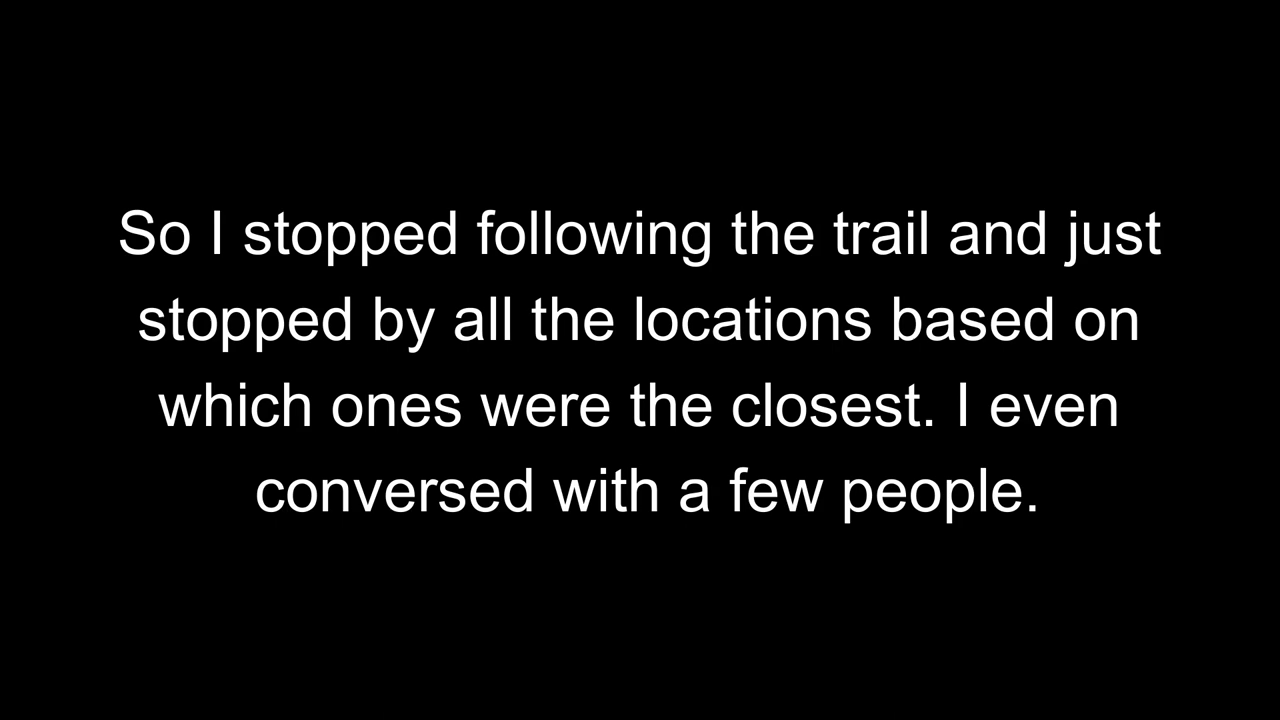 So I stopped following the trail and just
stopped by all the locations based on
which ones were the closest. I even
conversed with a few people.